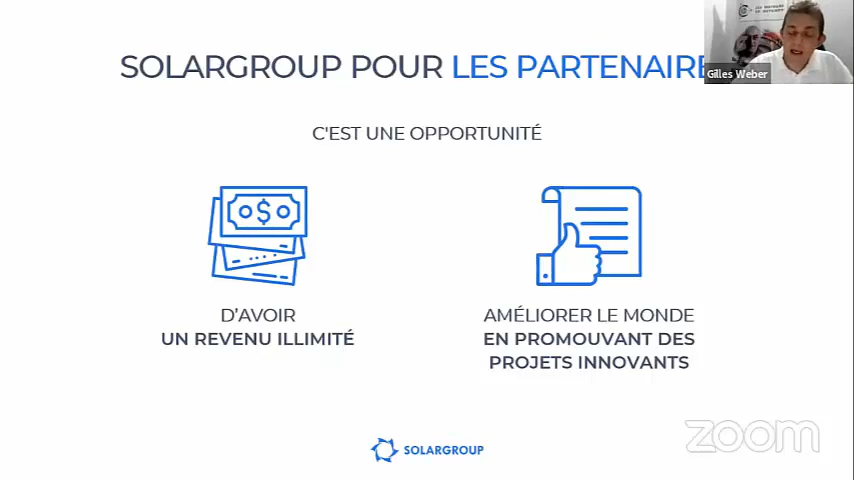 SOLARGROUP POUR LES PARTENAIRE
Gilles Weber
C'EST UNE OPPORTUNITÉ
D'AVOIR
UN REVENU ILLIMITÉ
AMÉLIORER LE MONDE
EN PROMOUVANT DES
PROJETS INNOVANTS
SOLARGROUP
zoom